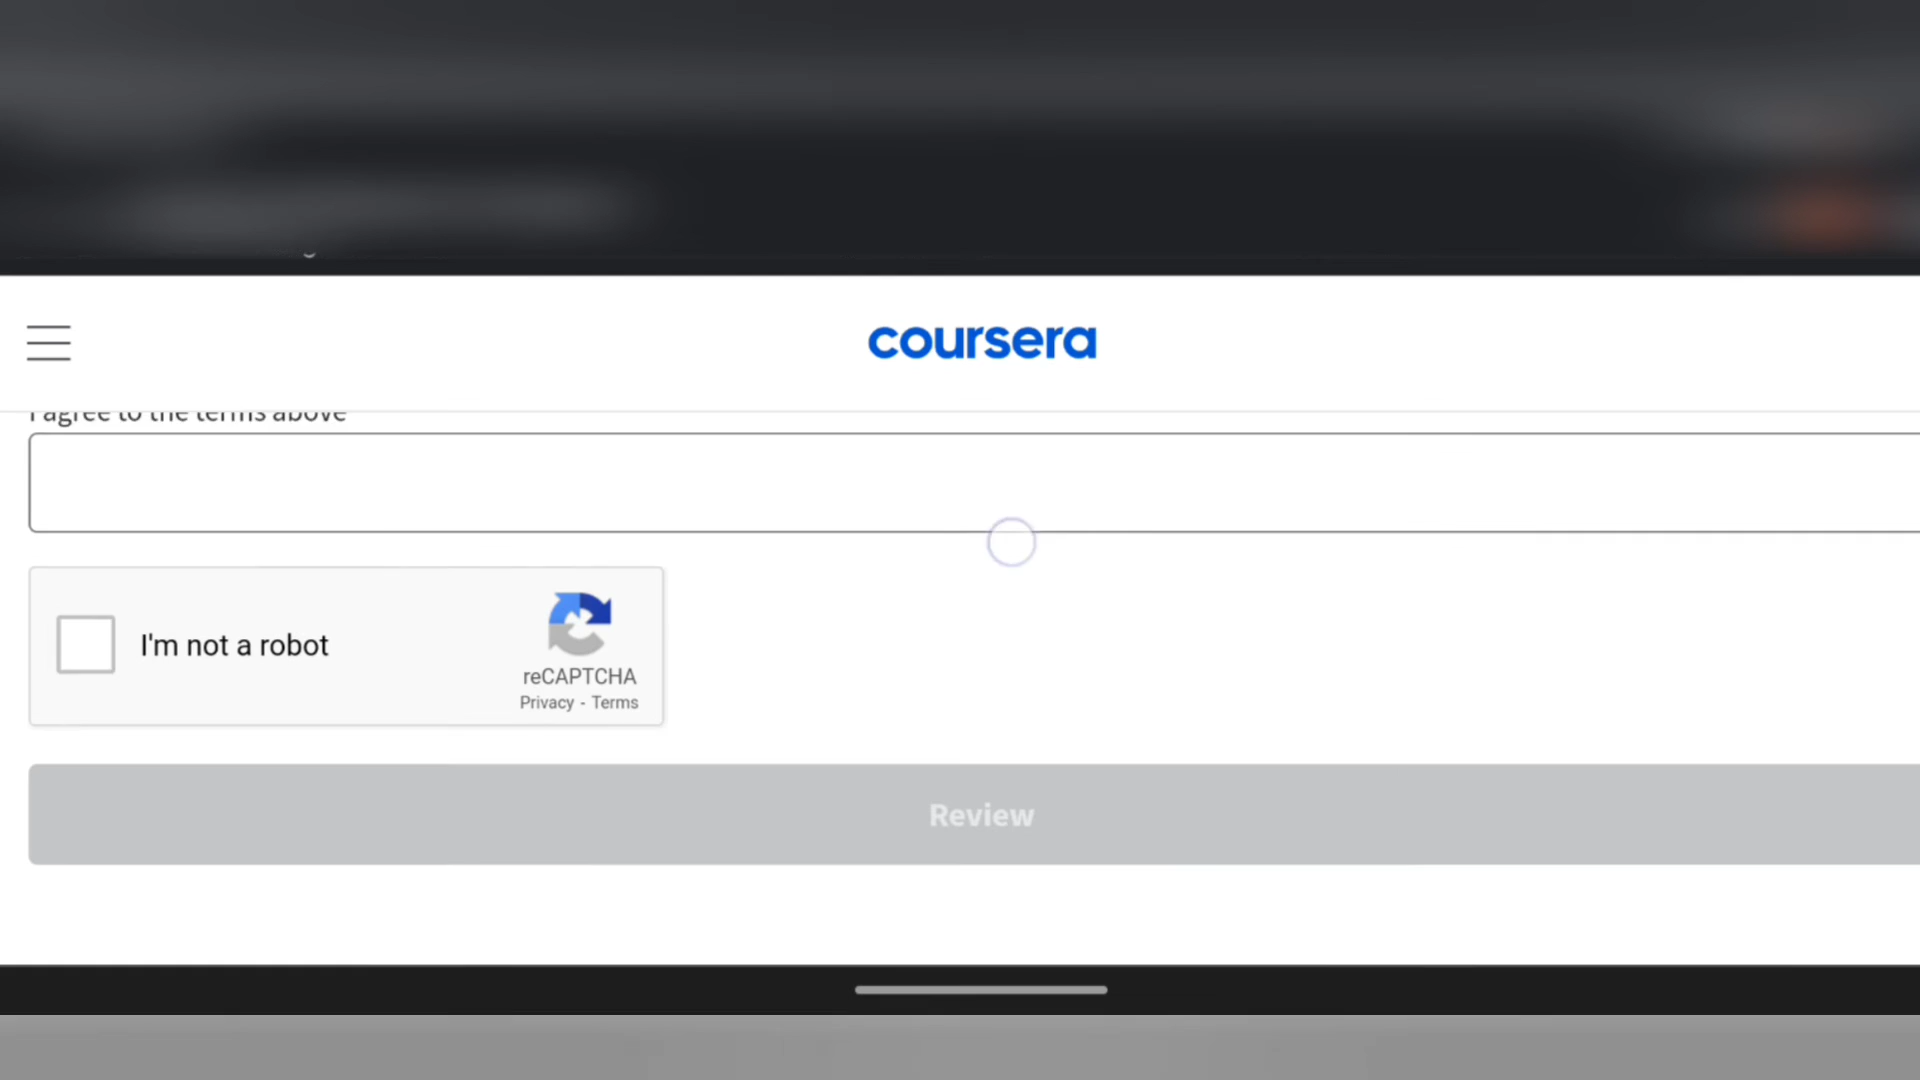 coursera
I agree to the terms above
I'm not a robot
reCAPTCHA
Privacy - Terms
Review